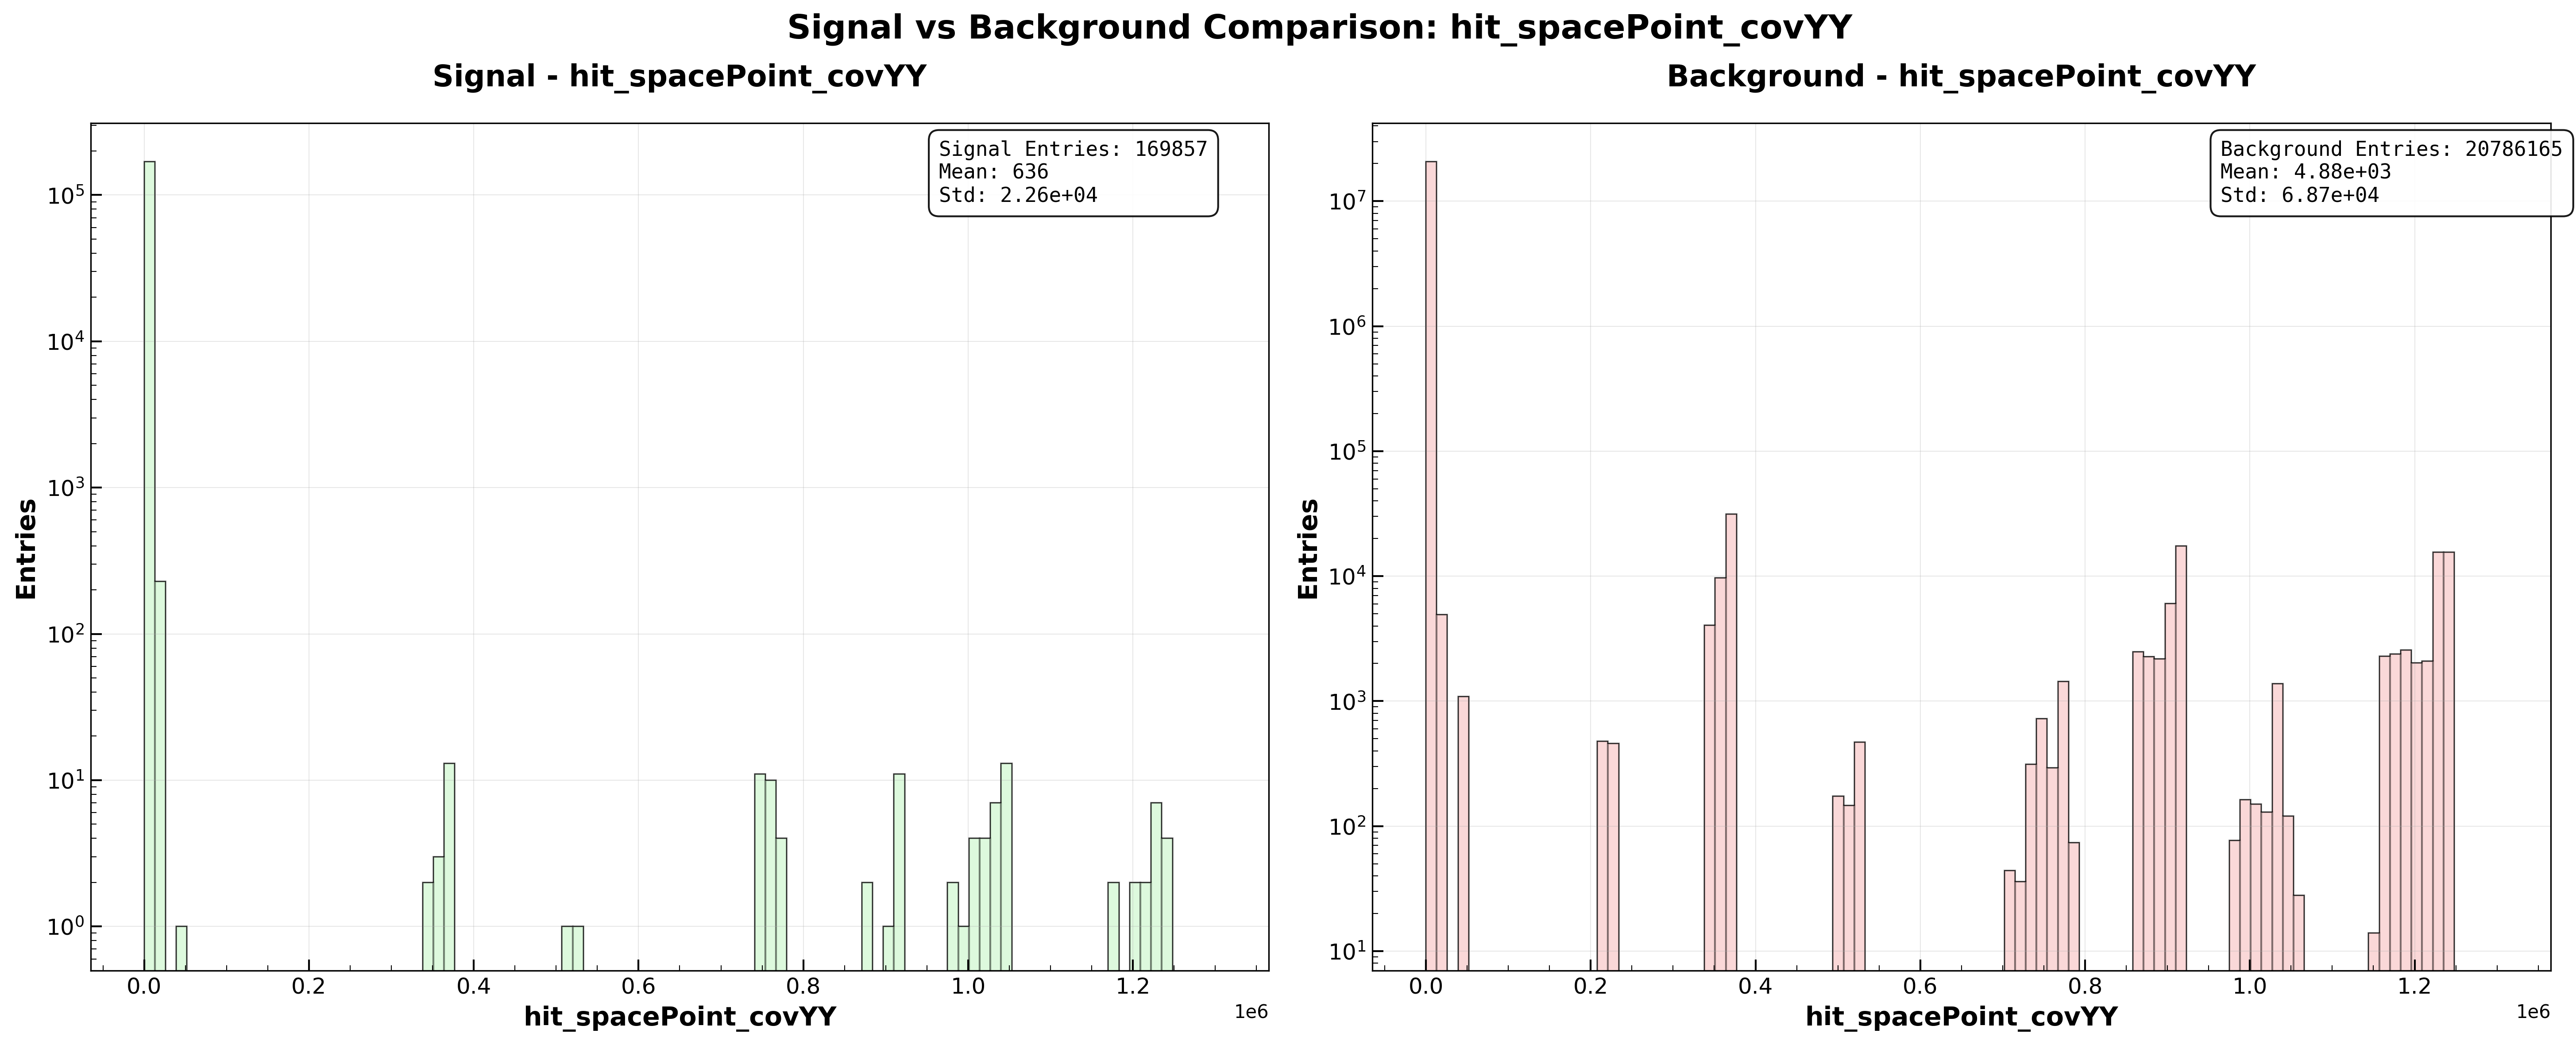 Signal vs Background Comparison: hit_spacePoint_covYY
Signal - hit_spacePoint_covYY
Signal Entries: 169857
Mean: 636
Std: 2.26e+04
Entries
10^5
10^4
10^3
10^2
10^1
10^0
0.0 0.2 0.4 0.6 0.8 1.0 1.2
1e6
hit_spacePoint_covYY
Background - hit_spacePoint_covYY
Background Entries: 20786165
Mean: 4.88e+03
Std: 6.87e+04
Entries
10^7
10^6
10^5
10^4
10^3
10^2
10^1
0.0 0.2 0.4 0.6 0.8 1.0 1.2
1e6
hit_spacePoint_covYY